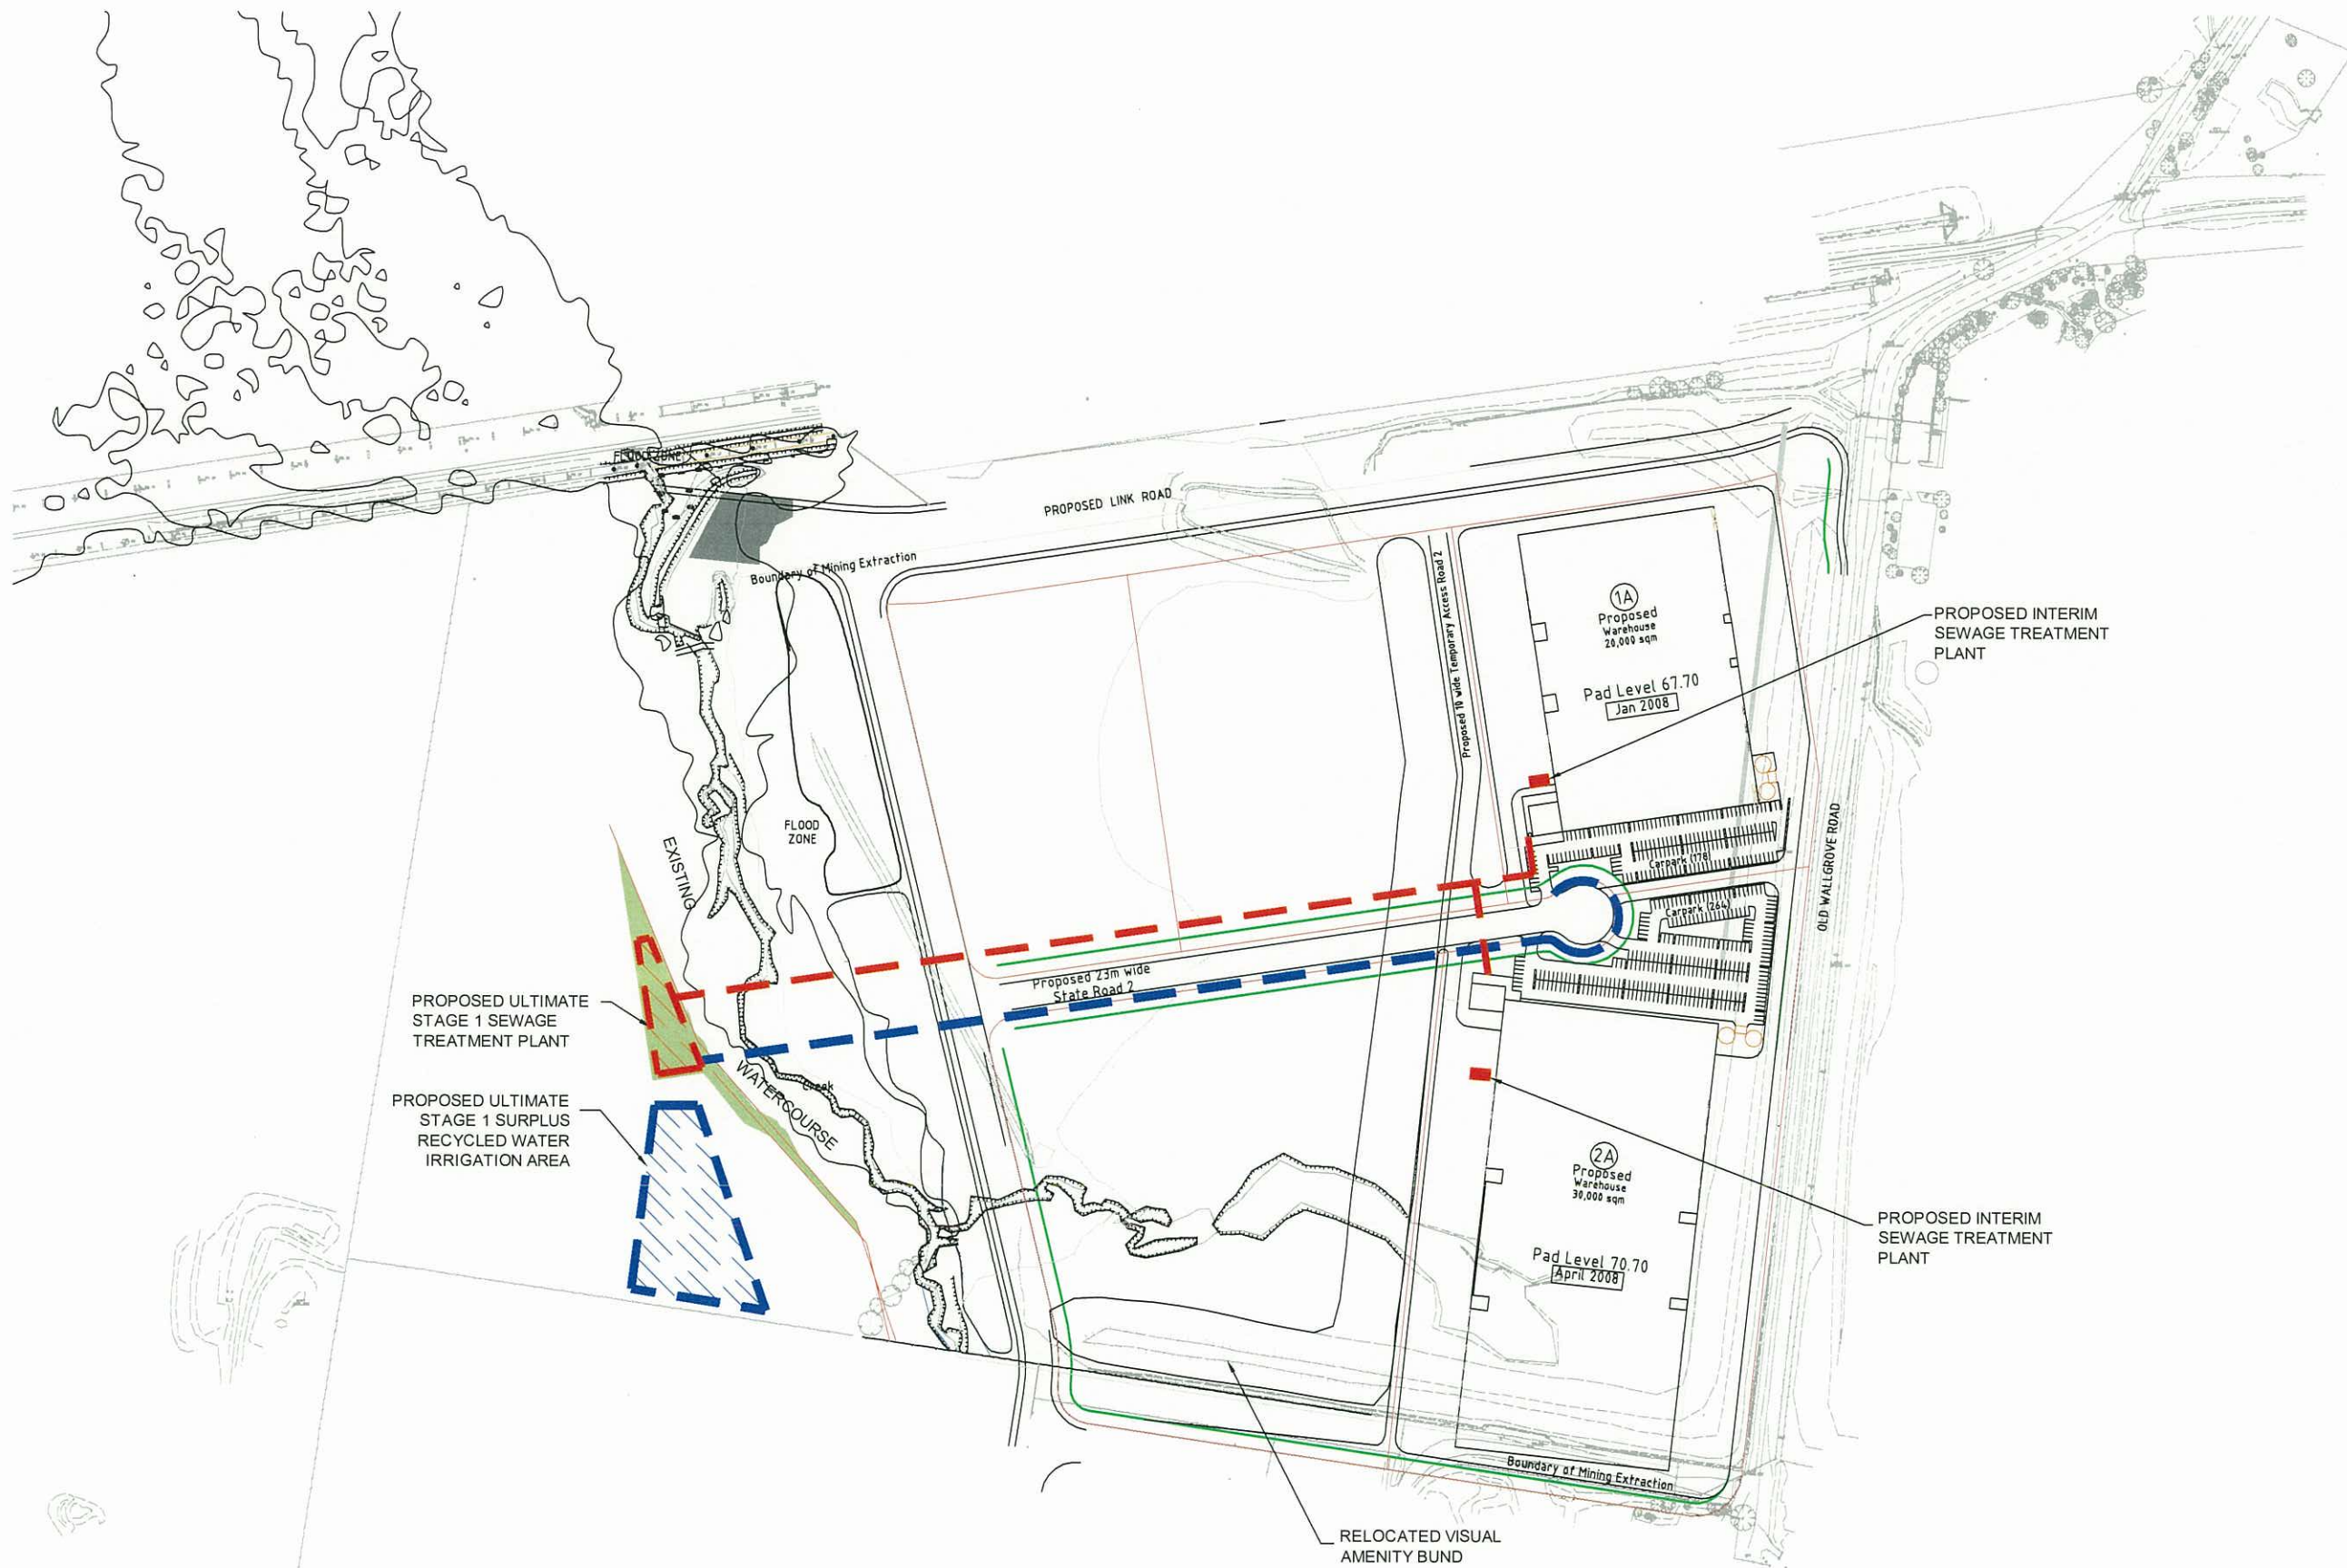 FLOOD ZONE
PROPOSED LINK ROAD
Boundary of Mining Extraction
Proposed 10 wide Temporary Access Road 2
1A
Proposed
Warehouse
20,000 sqm
Pad Level 67.70
Jan 2008
PROPOSED INTERIM
SEWAGE TREATMENT
PLANT
FLOOD
ZONE
EXISTING
WATERCOURSE
Creek
Carpark (178)
Carpark (264)
OLD WALLGROVE ROAD
Proposed 23m wide
State Road 2
PROPOSED ULTIMATE
STAGE 1 SEWAGE
TREATMENT PLANT
PROPOSED ULTIMATE
STAGE 1 SURPLUS
RECYCLED WATER
IRRIGATION AREA
2A
Proposed
Warehouse
30,000 sqm
Pad Level 70.70
April 2008
PROPOSED INTERIM
SEWAGE TREATMENT
PLANT
Boundary of Mining Extraction
RELOCATED VISUAL
AMENITY BUND